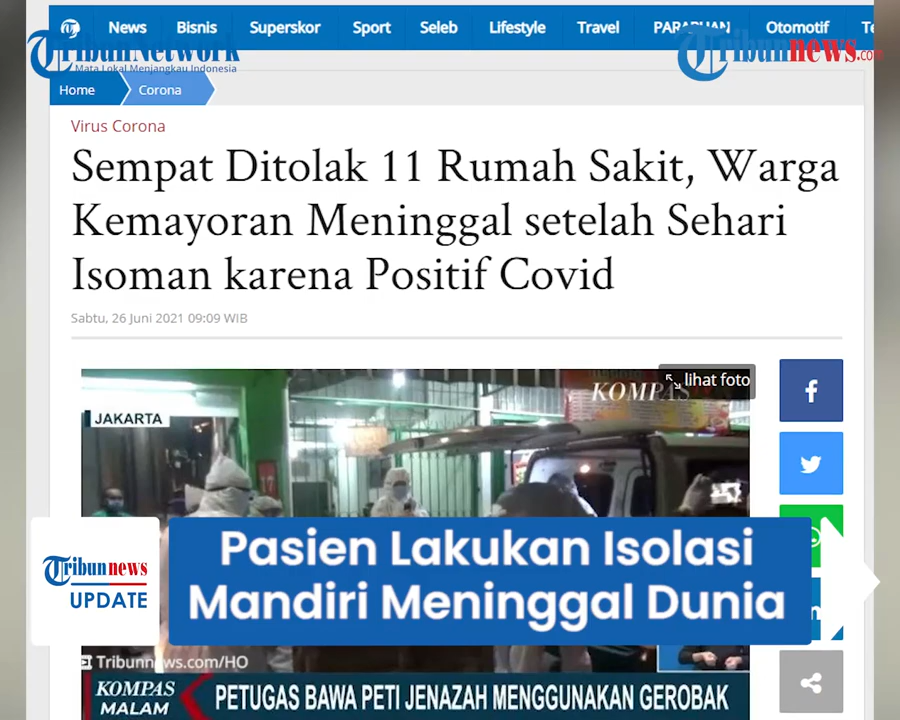 News Bisnis Superskor Sport Seleb Lifestyle Travel PARAPUAN Otomotif
TribunNetwork
Mata Lokal Menjangkau Indonesia
Tribunnews.com
Home Corona
Virus Corona
Sempat Ditolak 11 Rumah Sakit, Warga
Kemayoran Meninggal setelah Sehari
Isoman karena Positif Covid
Sabtu, 26 Juni 2021 09:09 WIB
lihat foto
KOMPAS
JAKARTA
Tribunnews
UPDATE
Pasien Lakukan Isolasi
Mandiri Meninggal Dunia
Tribunnews.com/HO
KOMPAS
MALAM
PETUGAS BAWA PETI JENAZAH MENGGUNAKAN GEROBAK